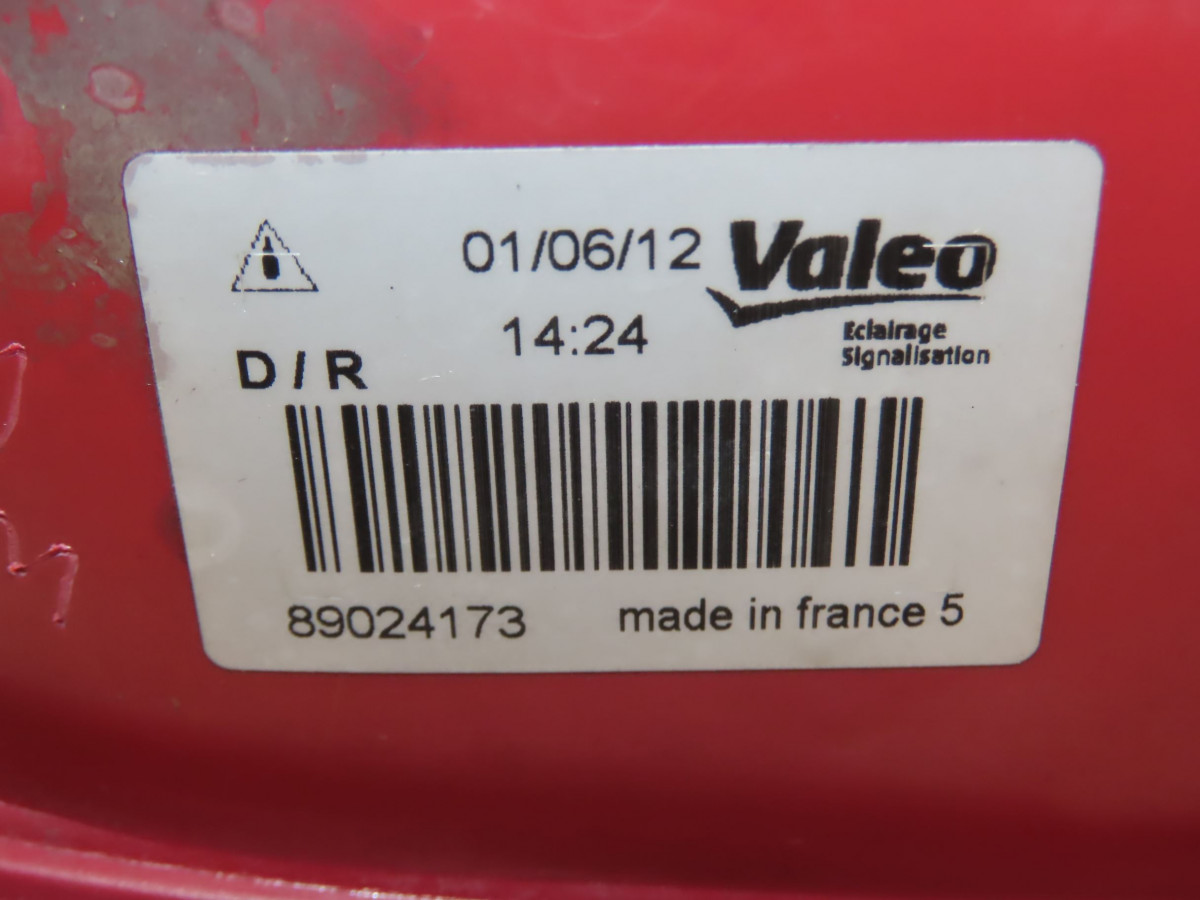 01/06/12
Valeo
14:24
Eclairage
Signalisation
D / R
89024173
made in france 5